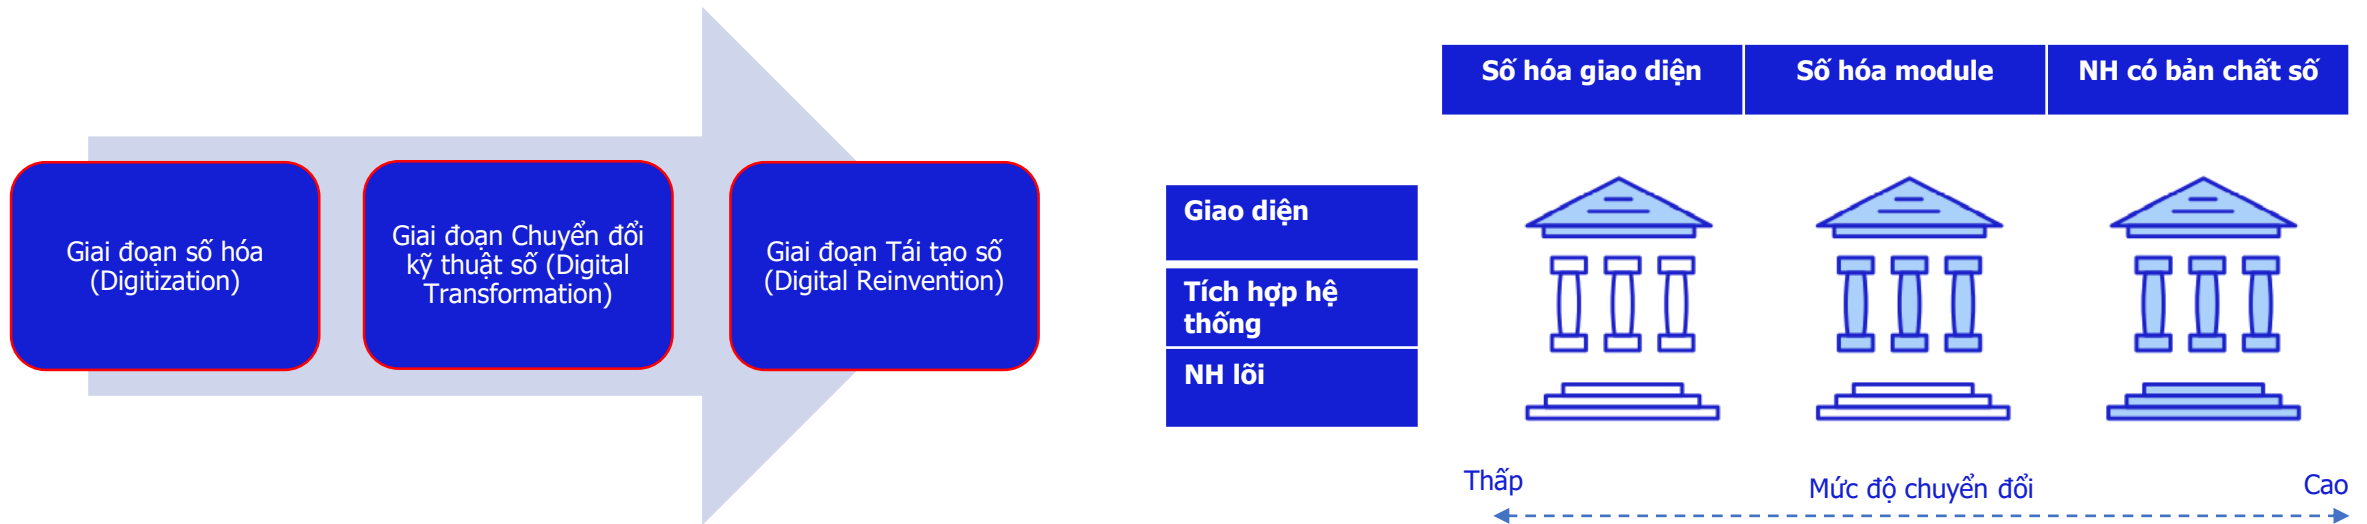 Giai đoạn số hóa
(Digitization)
Giai đoạn Chuyển đổi
kỹ thuật số (Digital
Transformation)
Giai đoạn Tái tạo số
(Digital Reinvention)
Số hóa giao diện
Số hóa module
NH có bản chất số
Giao diện
Tích hợp hệ
thống
NH lõi
Thấp
Mức độ chuyển đổi
Cao